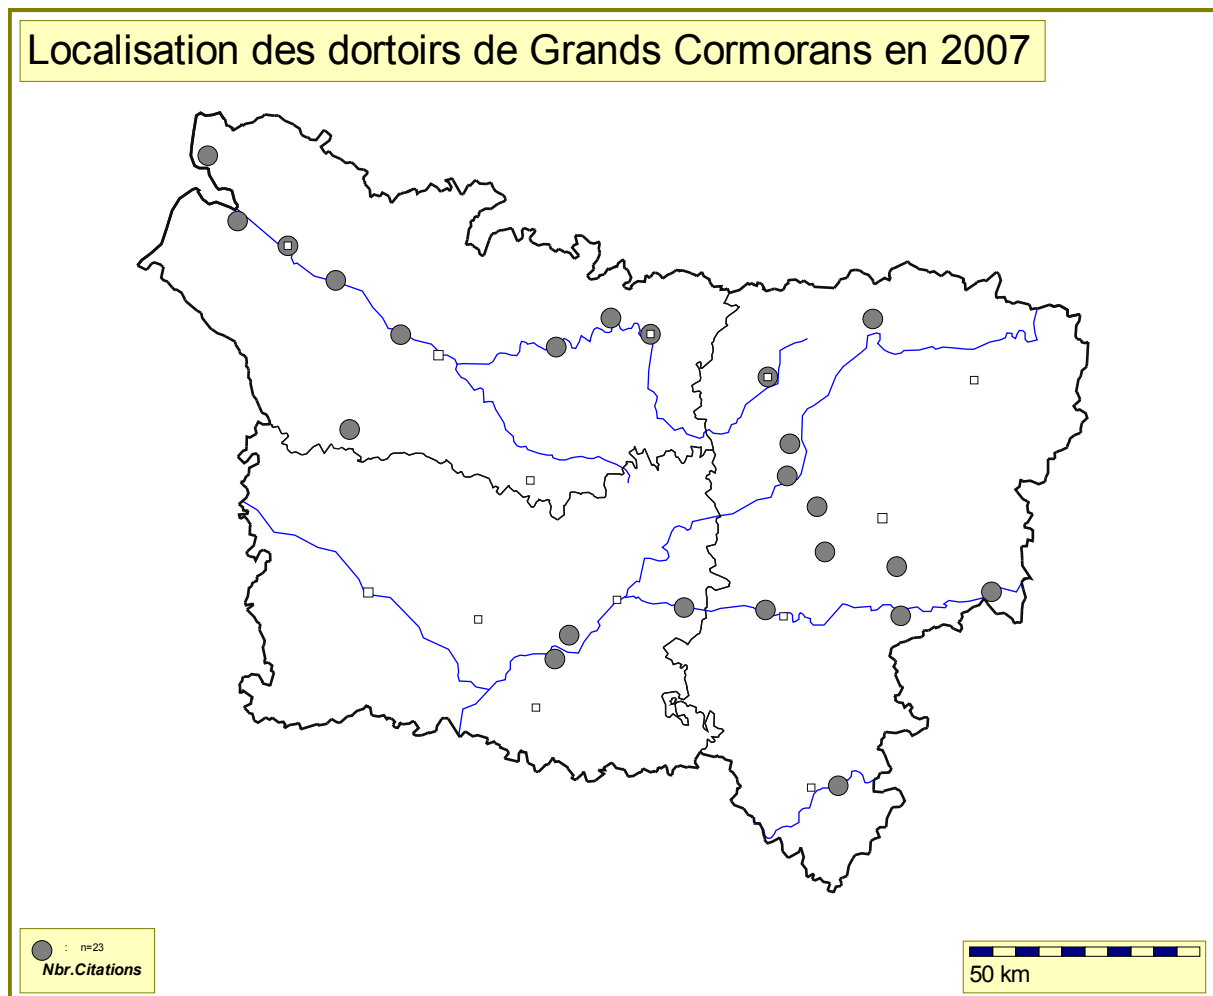 Localisation des dortoirs de Grands Cormorans en 2007
: n=23
Nbr.Citations
50 km